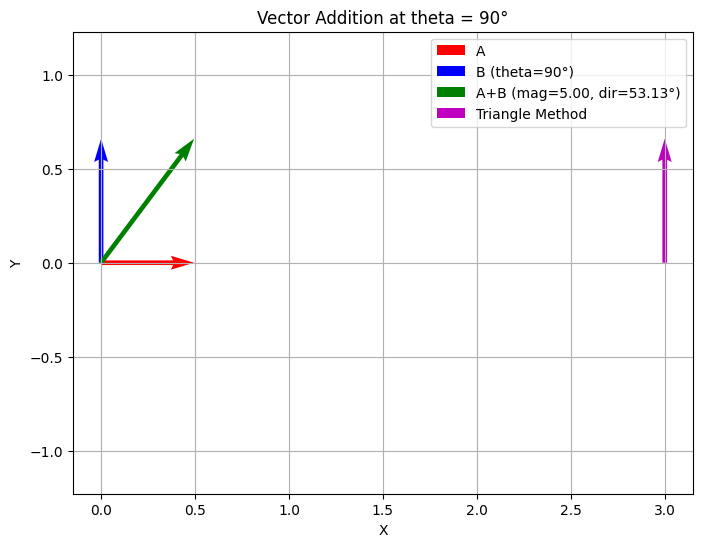 Vector Addition at theta = 90°
A
B (theta=90°)
A+B (mag=5.00, dir=53.13°)
Triangle Method
1.0
0.5
0.0
−0.5
−1.0
Y
0.0 0.5 1.0 1.5 2.0 2.5 3.0
X